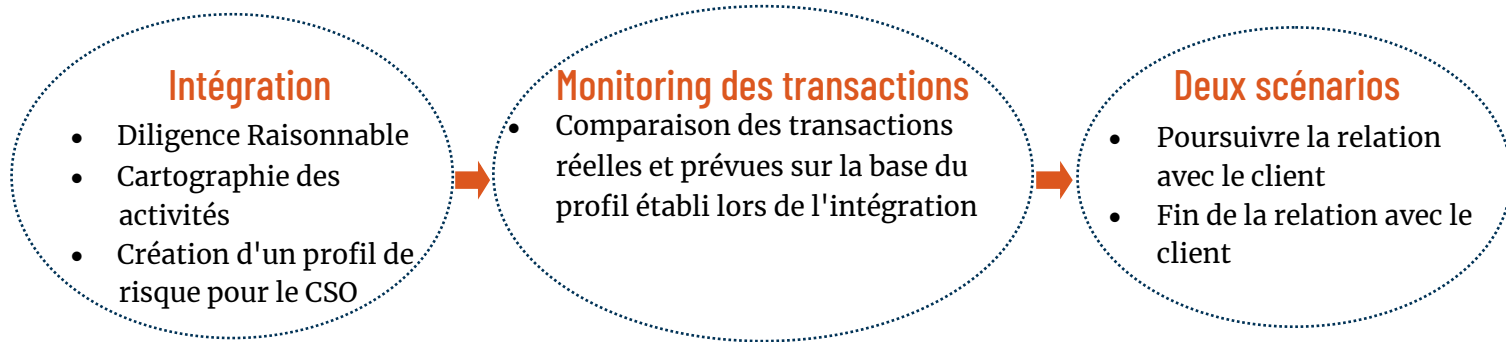 Intégration
• Diligence Raisonnable
• Cartographie des
activités
• Création d'un profil de
risque pour le CSO
Monitoring des transactions
• Comparaison des transactions
réelles et prévues sur la base du
profil établi lors de l'intégration
Deux scénarios
• Poursuivre la relation
avec le client
• Fin de la relation avec le
client